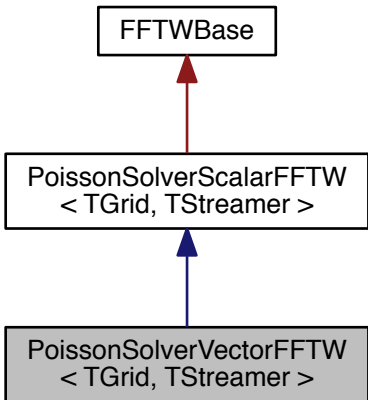 FFTWBase
PoissonSolverScalarFFTW
< TGrid, TStreamer >
PoissonSolverVectorFFTW
< TGrid, TStreamer >